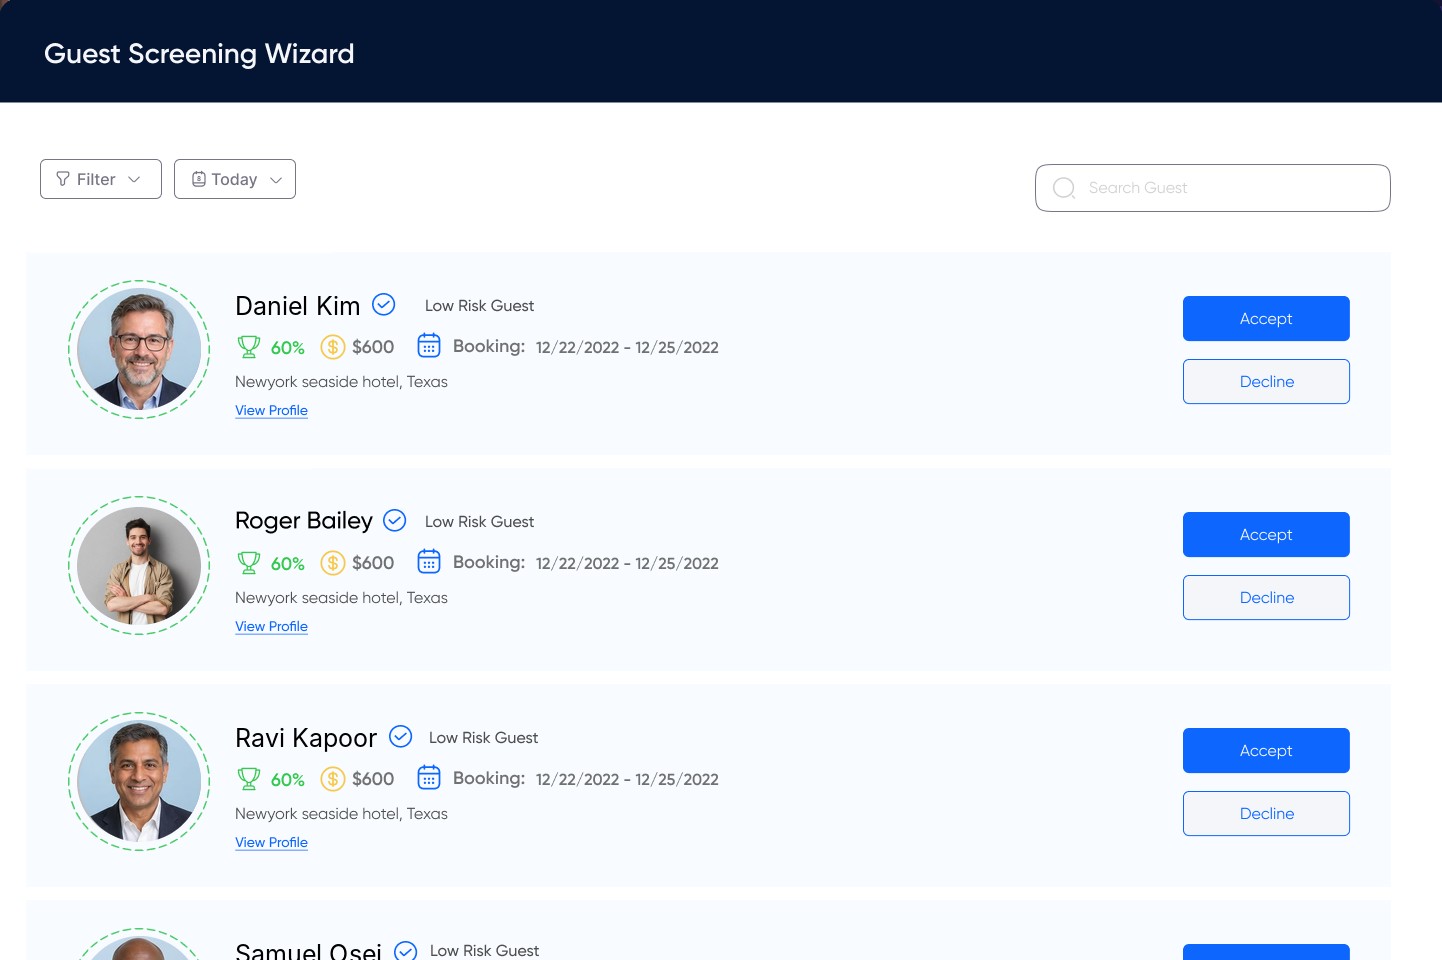 Guest Screening Wizard
Filter
8 Today
Search Guest
Daniel Kim Low Risk Guest
60% $ $600 Booking: 12/22/2022 - 12/25/2022
Newyork seaside hotel, Texas
View Profile
Accept
Decline
Roger Bailey Low Risk Guest
60% $ $600 Booking: 12/22/2022 - 12/25/2022
Newyork seaside hotel, Texas
View Profile
Accept
Decline
Ravi Kapoor Low Risk Guest
60% $ $600 Booking: 12/22/2022 - 12/25/2022
Newyork seaside hotel, Texas
View Profile
Accept
Decline
Samuel Osei Low Risk Guest